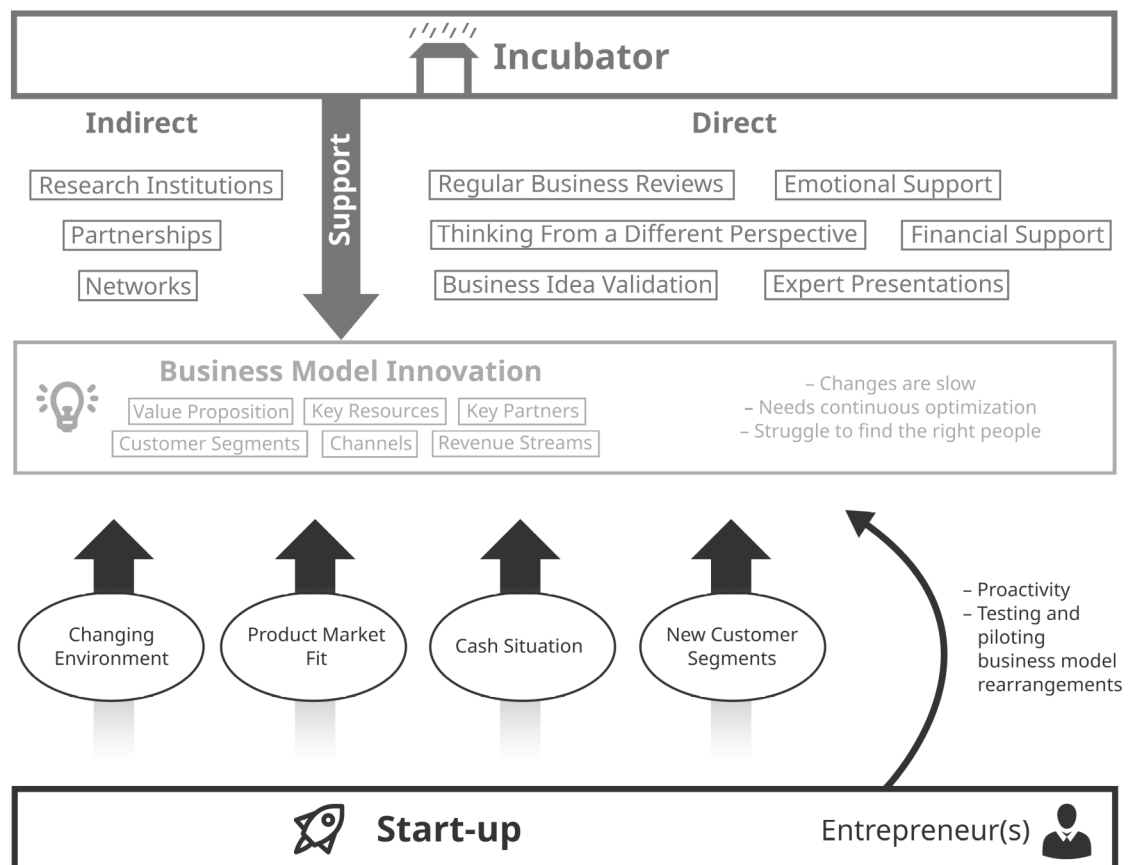 Incubator
Indirect
Direct
Support
Research Institutions
Partnerships
Networks
Regular Business Reviews
Emotional Support
Thinking From a Different Perspective
Financial Support
Business Idea Validation
Expert Presentations
Business Model Innovation
Value Proposition
Key Resources
Key Partners
Customer Segments
Channels
Revenue Streams
– Changes are slow
– Needs continuous optimization
– Struggle to find the right people
Changing
Environment
Product Market
Fit
Cash Situation
New Customer
Segments
– Proactivity
– Testing and
piloting
business model
rearrangements
Start-up
Entrepreneur(s)